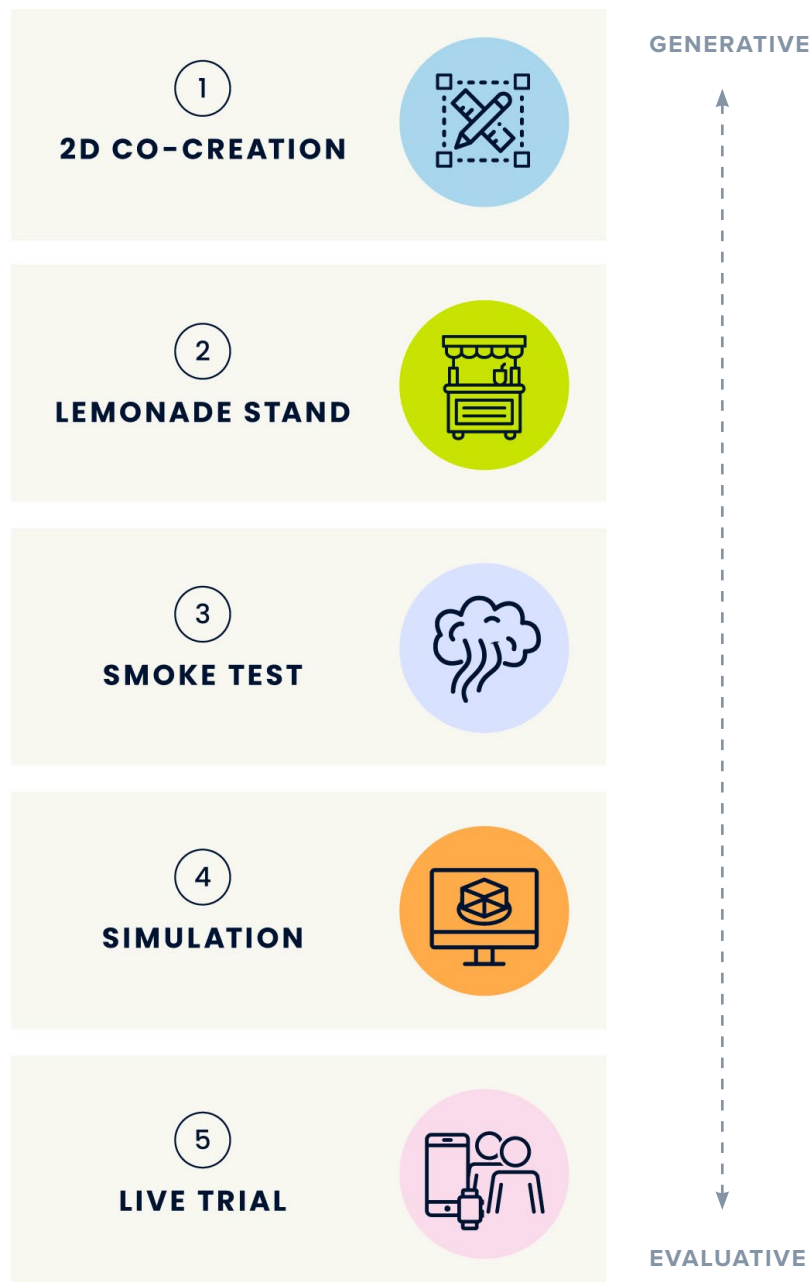 GENERATIVE
1
2D CO-CREATION
2
LEMONADE STAND
3
SMOKE TEST
4
SIMULATION
5
LIVE TRIAL
EVALUATIVE